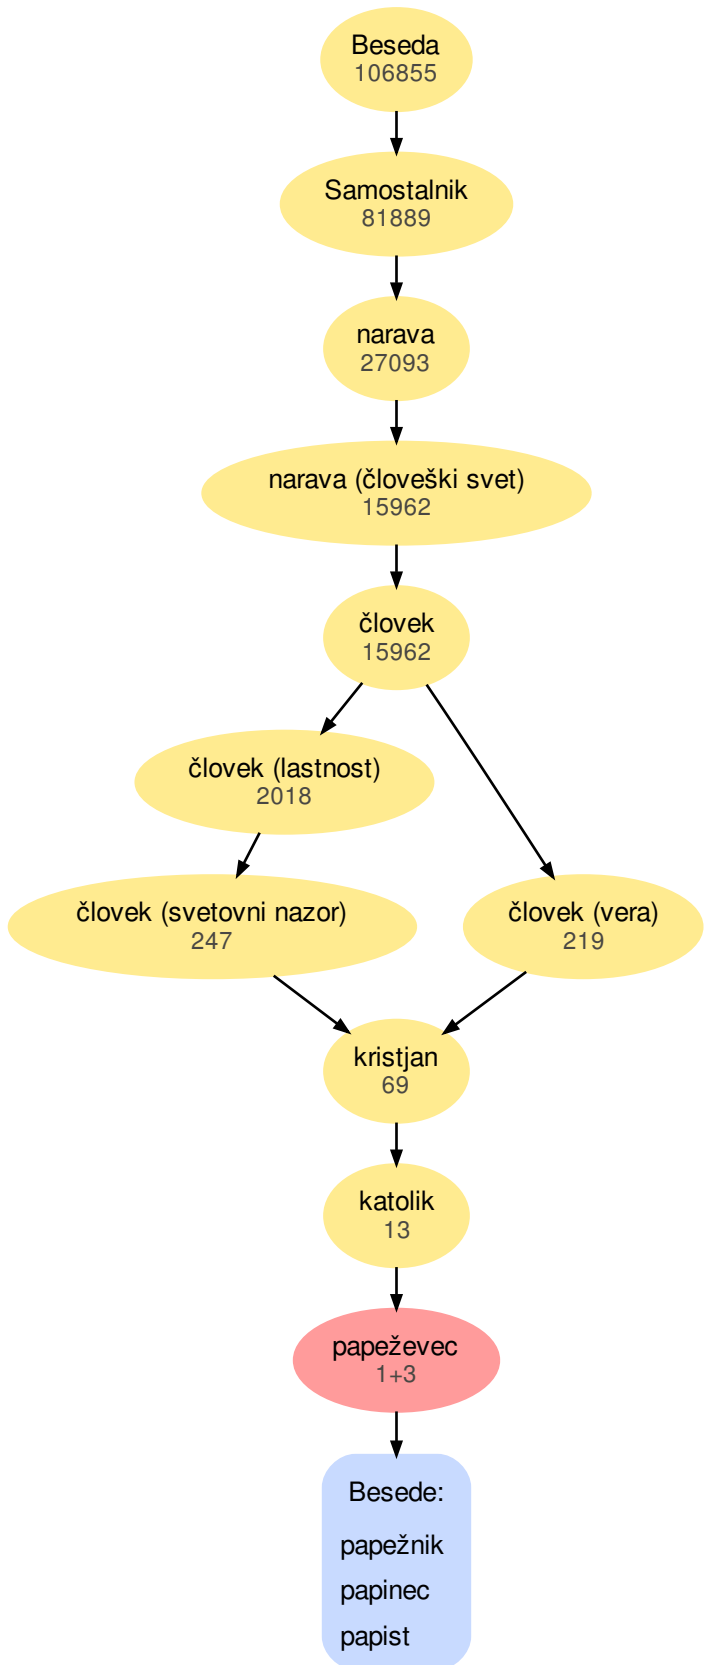 Beseda
106855
Samostalnik
81889
narava
27093
narava (človeški svet)
15962
človek
15962
človek (lastnost)
2018
človek (svetovni nazor)
247
človek (vera)
219
kristjan
69
katolik
13
papeževec
1+3
Besede:
papežnik
papinec
papist